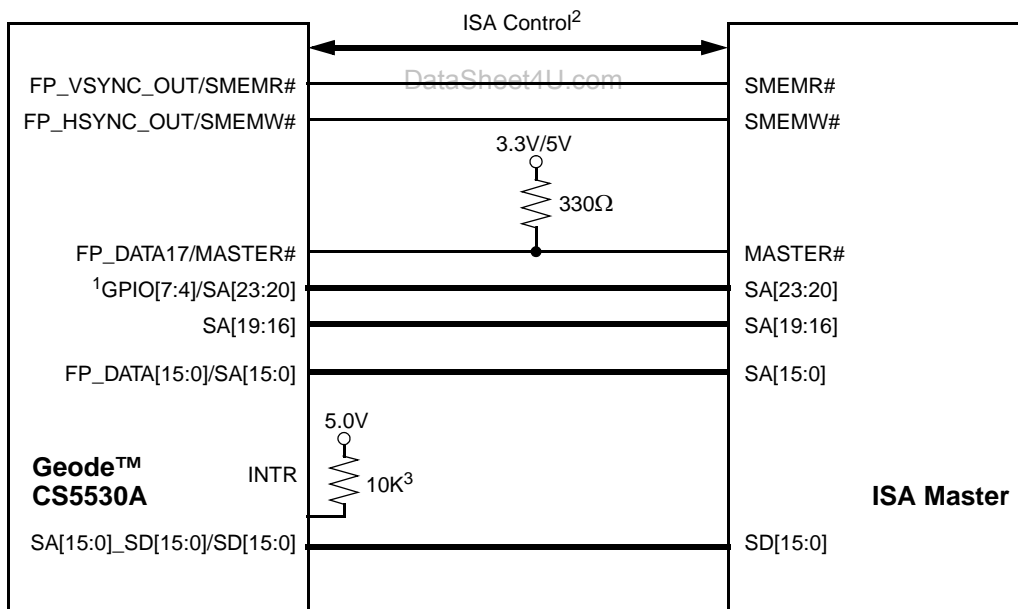 ISA Control2
DataSheet4U.com
FP_VSYNC_OUT/SMEMR# SMEMR#
FP_HSYNC_OUT/SMEMW# SMEMW#
3.3V/5V
330Ω
FP_DATA17/MASTER# MASTER#
1GPIO[7:4]/SA[23:20] SA[23:20]
SA[19:16] SA[19:16]
FP_DATA[15:0]/SA[15:0] SA[15:0]
5.0V
Geode™
CS5530A
INTR
10K3
ISA Master
SA[15:0]_SD[15:0]/SD[15:0] SD[15:0]